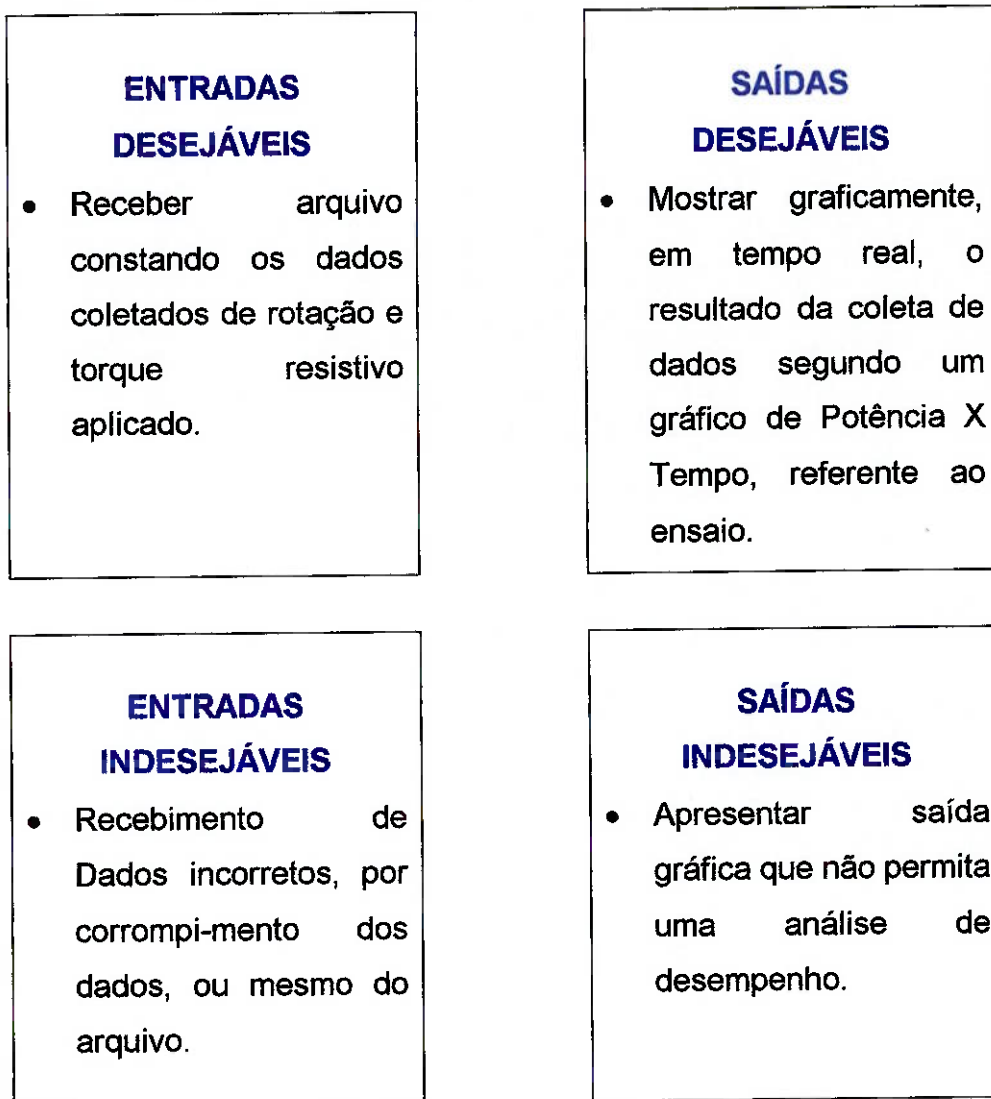 ENTRADAS
DESEJÁVEIS
• Receber arquivo
constando os dados
coletados de rotação e
torque resistivo
aplicado.
SAÍDAS
DESEJÁVEIS
• Mostrar graficamente,
em tempo real, o
resultado da coleta de
dados segundo um
gráfico de Potência X
Tempo, referente ao
ensaio.
ENTRADAS
INDESEJÁVEIS
• Recebimento de
Dados incorretos, por
corrompi-mento dos
dados, ou mesmo do
arquivo.
SAÍDAS
INDESEJÁVEIS
• Apresentar saída
gráfica que não permita
uma análise de
desempenho.